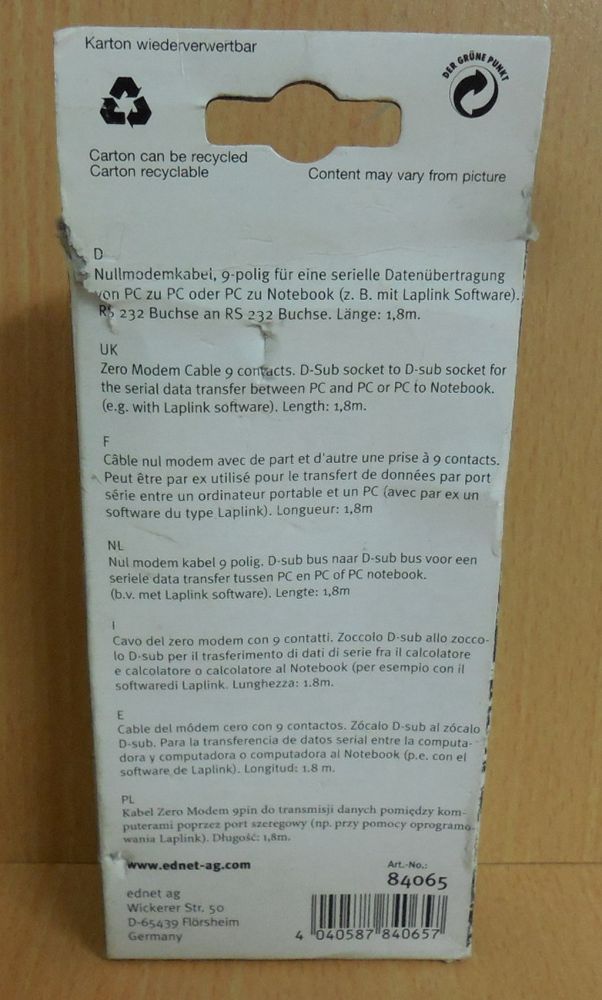 Karton wiederverwertbar
DER GRÜNE PUNKT
Carton can be recycled
Carton recyclable
Content may vary from picture
D
Nullmodemkabel, 9-polig für eine serielle Datenübertragung
von PC zu PC oder PC zu Notebook (z. B. mit Laplink Software).
RS 232 Buchse an RS 232 Buchse. Länge: 1,8m.
UK
Zero Modem Cable 9 contacts. D-Sub socket to D-sub socket for
the serial data transfer between PC and PC or PC to Notebook.
(e.g. with Laplink software). Length: 1,8m.
F
Câble nul modem avec de part et d'autre une prise à 9 contacts.
Peut être par ex utilisé pour le transfert de données par port
série entre un ordinateur portable et un PC (avec par ex un
software du type Laplink). Longueur: 1,8m
NL
Nul modem kabel 9 polig. D-sub bus naar D-sub bus voor een
seriele data transfer tussen PC en PC of PC notebook.
(b.v. met Laplink software). Lengte: 1,8m
I
Cavo del zero modem con 9 contatti. Zoccolo D-sub allo zocco-
lo D-sub per il trasferimento di dati di serie fra il calcolatore
e calcolatore o calcolatore al Notebook (per esempio con il
softwaredi Laplink. Lunghezza: 1.8m.
E
Cable del módem cero con 9 contactos. Zócalo D-sub al zócalo
D-sub. Para la transferencia de datos serial entre la computa-
dora y computadora o computadora al Notebook (p.e. con el
software de Laplink). Longitud: 1.8 m.
PL
Kabel Zero Modem 9pin do transmisji danych pomiędzy kom-
puterami poprzez port szeregowy (np. przy pomocy oprogramo-
wania Laplink). Długość: 1,8m.
www.ednet-ag.com
Art.-No.:
84065
ednet ag
Wickerer Str. 50
D-65439 Flörsheim
Germany
4 040587 840657